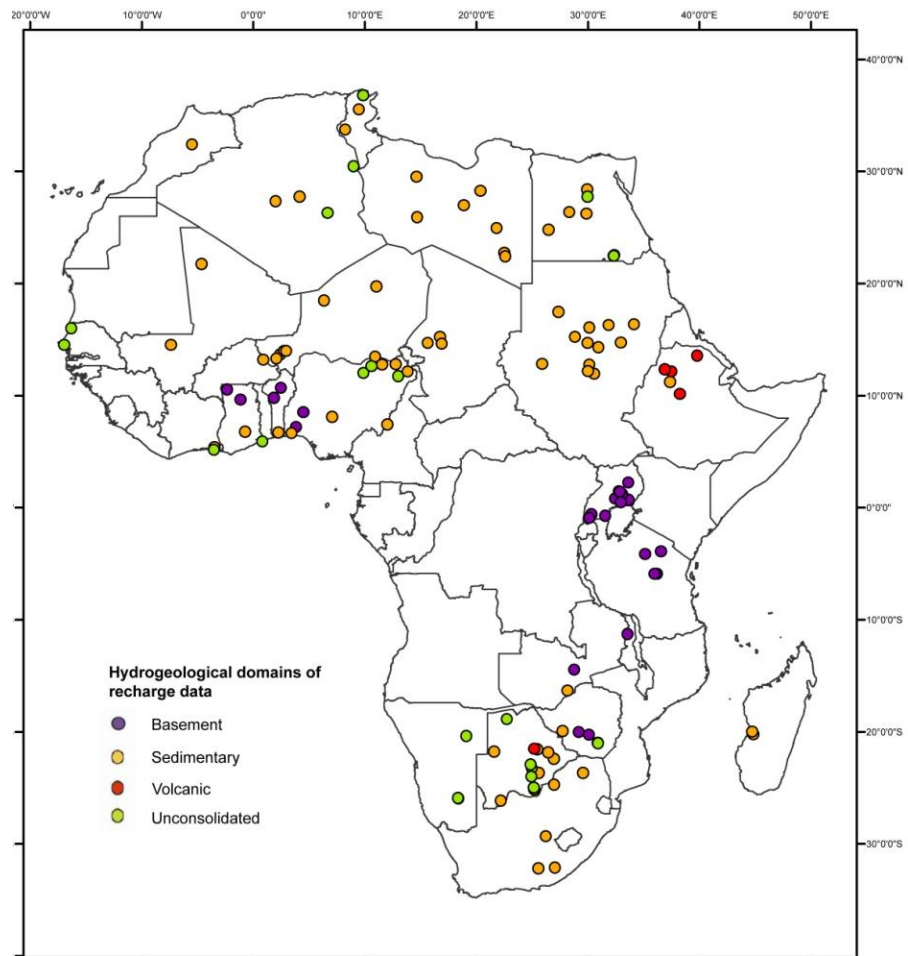 20°0'0"W 10°0'0"W 0°0'0" 10°0'0"E 20°0'0"E 30°0'0"E 40°0'0"E 50°0'0"E
40°0'0"N
30°0'0"N
20°0'0"N
10°0'0"N
0°0'0"
10°0'0"S
20°0'0"S
30°0'0"S
Hydrogeological domains of
recharge data
Basement
Sedimentary
Volcanic
Unconsolidated